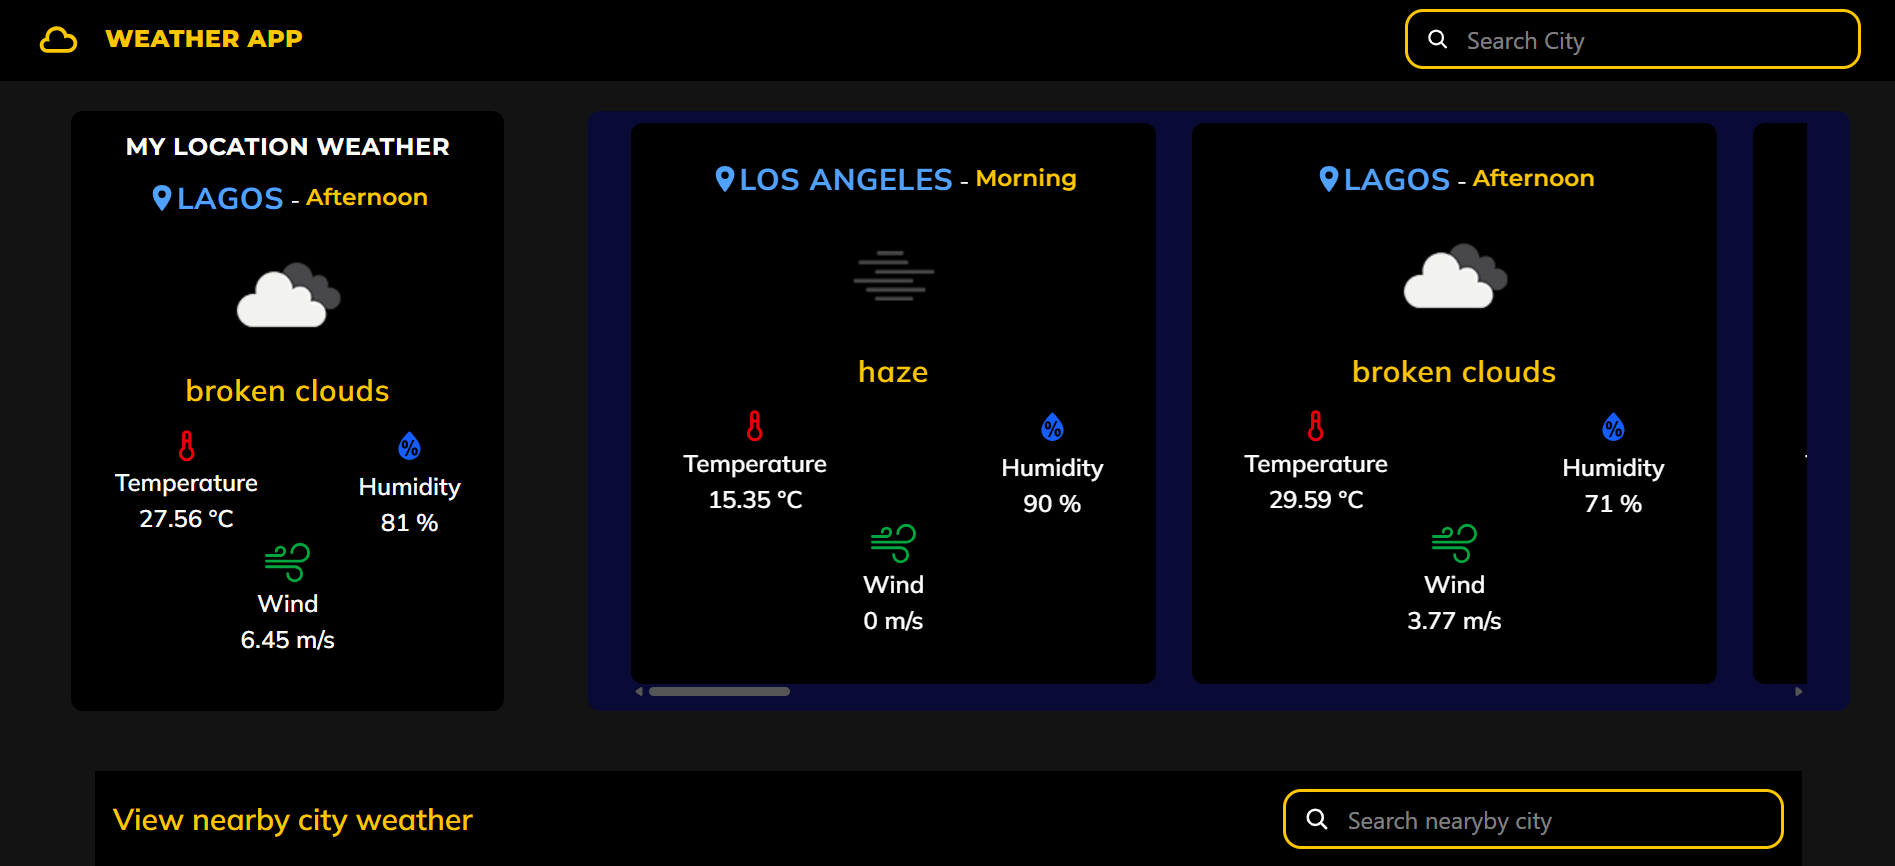 WEATHER APP
Search City
MY LOCATION WEATHER
LAGOS - Afternoon
broken clouds
Temperature
27.56 °C
Humidity
81 %
Wind
6.45 m/s
LOS ANGELES - Morning
haze
Temperature
15.35 °C
Humidity
90 %
Wind
0 m/s
LAGOS - Afternoon
broken clouds
Temperature
29.59 °C
Humidity
71 %
Wind
3.77 m/s
View nearby city weather
Search nearyby city